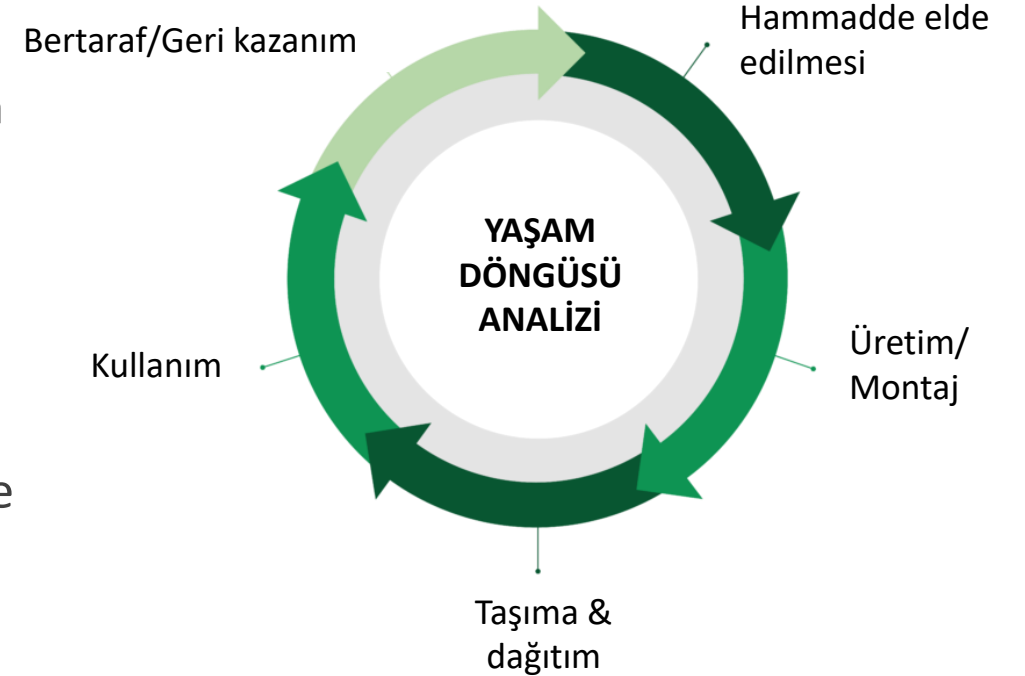 Hammadde elde
edilmesi
Bertaraf/Geri kazanım
YAŞAM
DÖNGÜSÜ
ANALİZİ
Üretim/
Montaj
Kullanım
e
Taşıma &
dağıtım